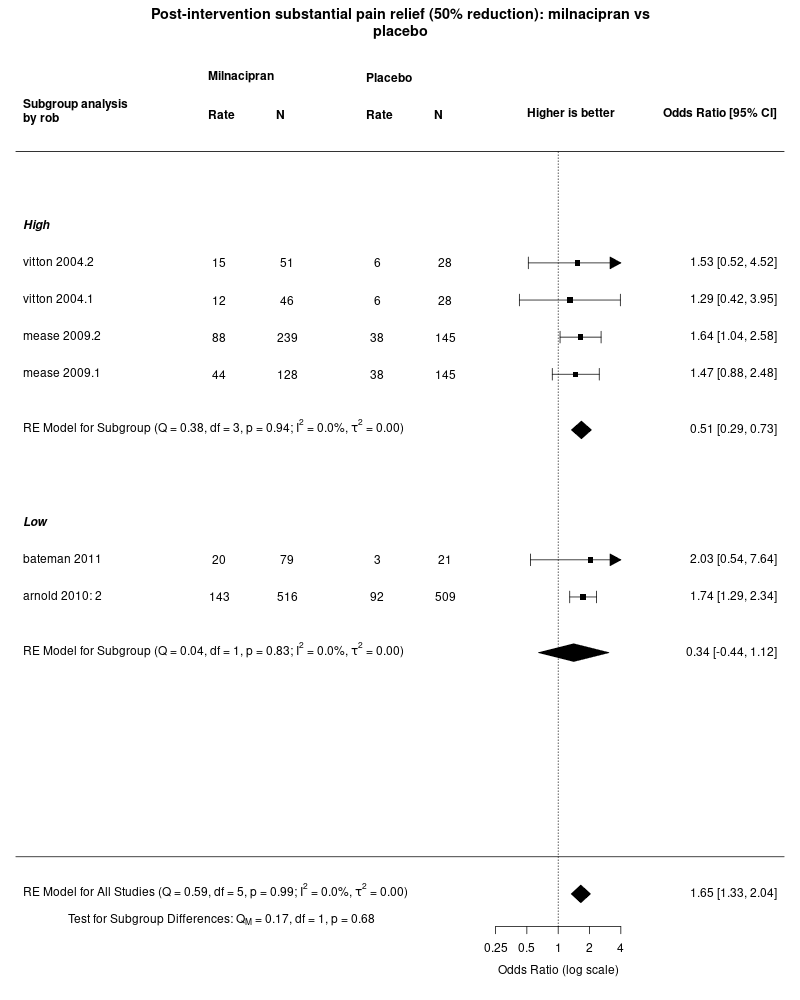 Post-intervention substantial pain relief (50% reduction): milnacipran vs
placebo
Milnacipran Placebo
Subgroup analysis
by rob
Rate N Rate N Higher is better Odds Ratio [95% CI]
High
vitton 2004.2 15 51 6 28 1.53 [0.52, 4.52]
vitton 2004.1 12 46 6 28 1.29 [0.42, 3.95]
mease 2009.2 88 239 38 145 1.64 [1.04, 2.58]
mease 2009.1 44 128 38 145 1.47 [0.88, 2.48]
RE Model for Subgroup (Q = 0.38, df = 3, p = 0.94; I² = 0.0%, τ² = 0.00) 0.51 [0.29, 0.73]
Low
bateman 2011 20 79 3 21 2.03 [0.54, 7.64]
arnold 2010: 2 143 516 92 509 1.74 [1.29, 2.34]
RE Model for Subgroup (Q = 0.04, df = 1, p = 0.83; I² = 0.0%, τ² = 0.00) 0.34 [-0.44, 1.12]
RE Model for All Studies (Q = 0.59, df = 5, p = 0.99; I² = 0.0%, τ² = 0.00) 1.65 [1.33, 2.04]
Test for Subgroup Differences: Q_M = 0.17, df = 1, p = 0.68
0.25 0.5 1 2 4
Odds Ratio (log scale)